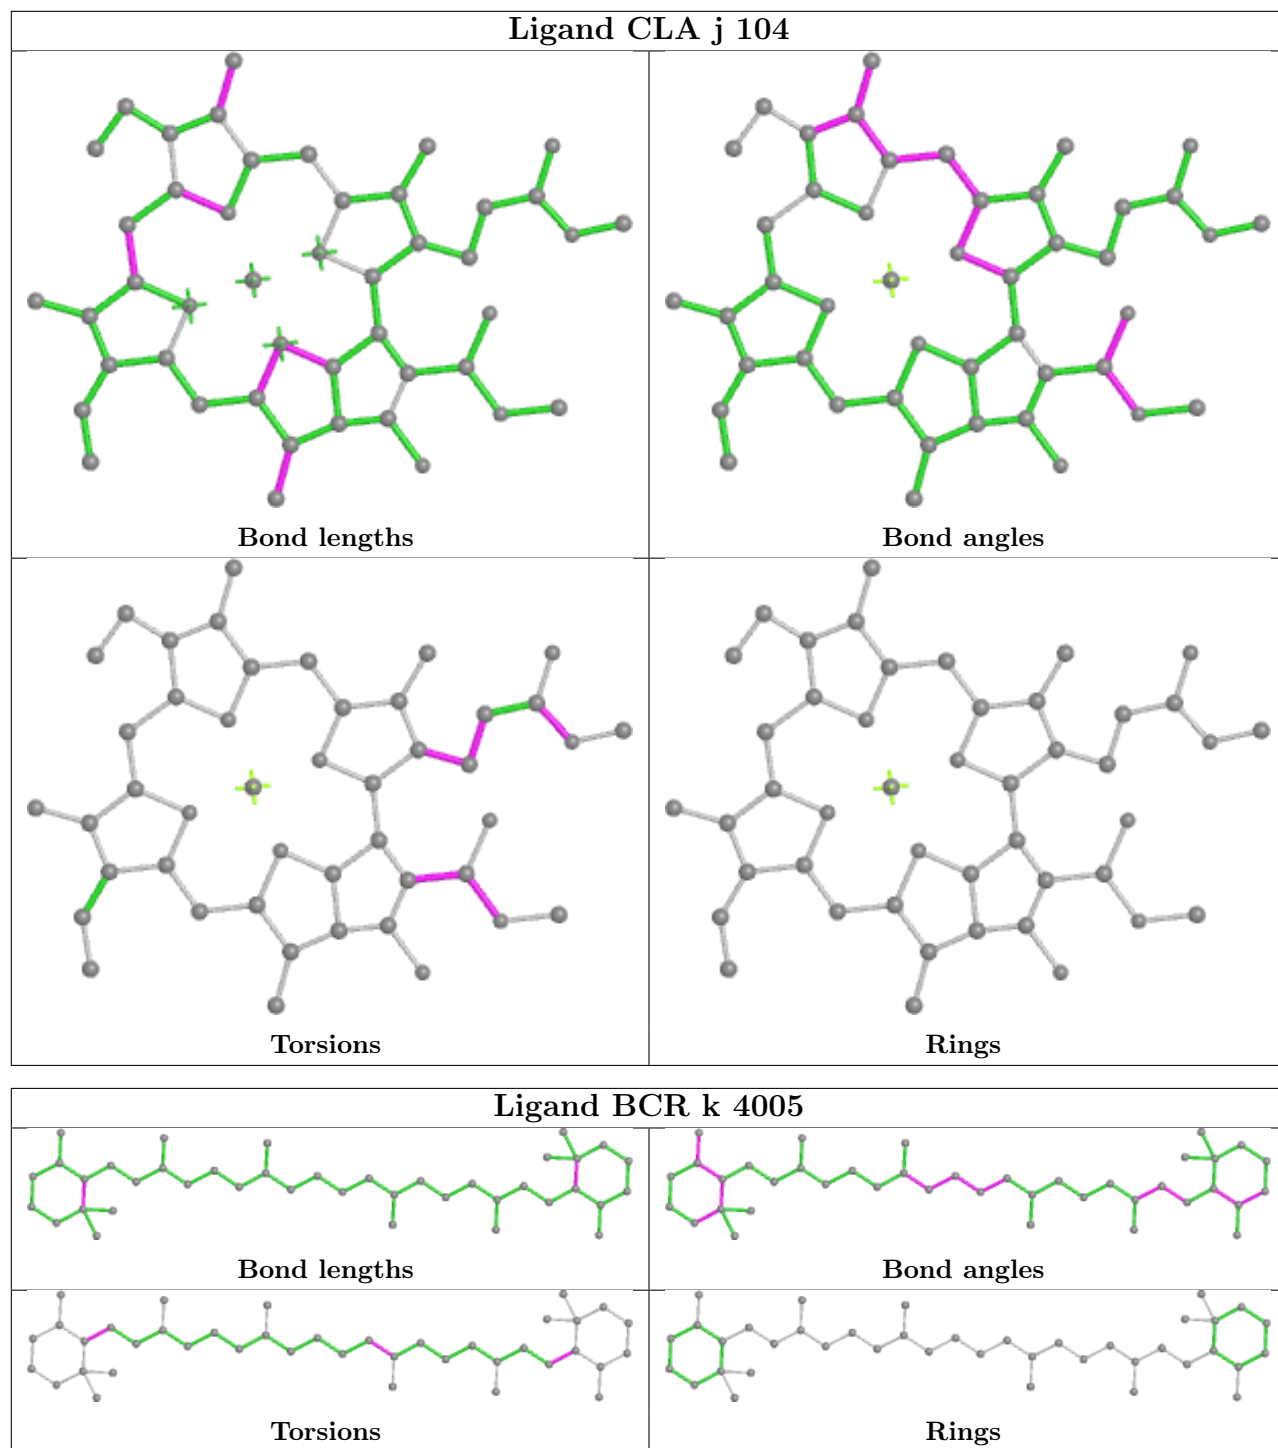 Ligand CLA j 104
Bond lengths
Bond angles
Torsions
Rings
Ligand BCR k 4005
Bond lengths
Bond angles
Torsions
Rings